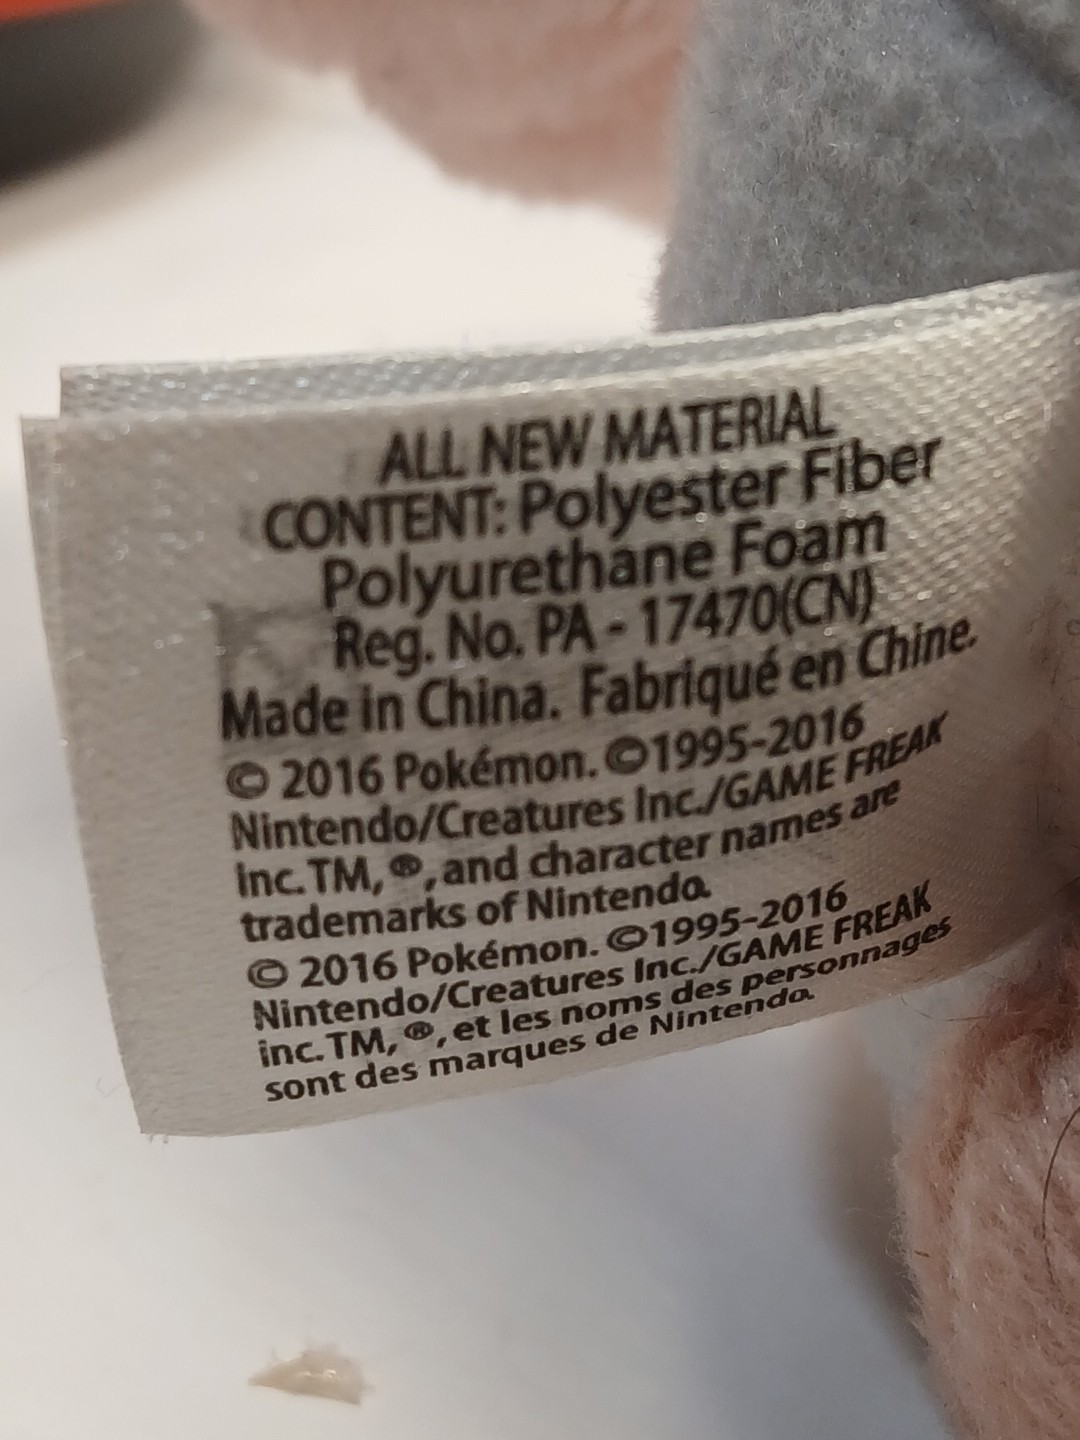 ALL NEW MATERIAL
CONTENT: Polyester Fiber
Polyurethane Foam
Reg. No. PA - 17470(CN)
Made in China. Fabriqué en Chine.
© 2016 Pokémon. ©1995-2016
Nintendo/Creatures Inc./GAME FREAK
inc. TM, ®, and character names are
trademarks of Nintendo.
© 2016 Pokémon. ©1995-2016
Nintendo/Creatures Inc./GAME FREAK
inc. TM, ®, et les noms des personnages
sont des marques de Nintendo.